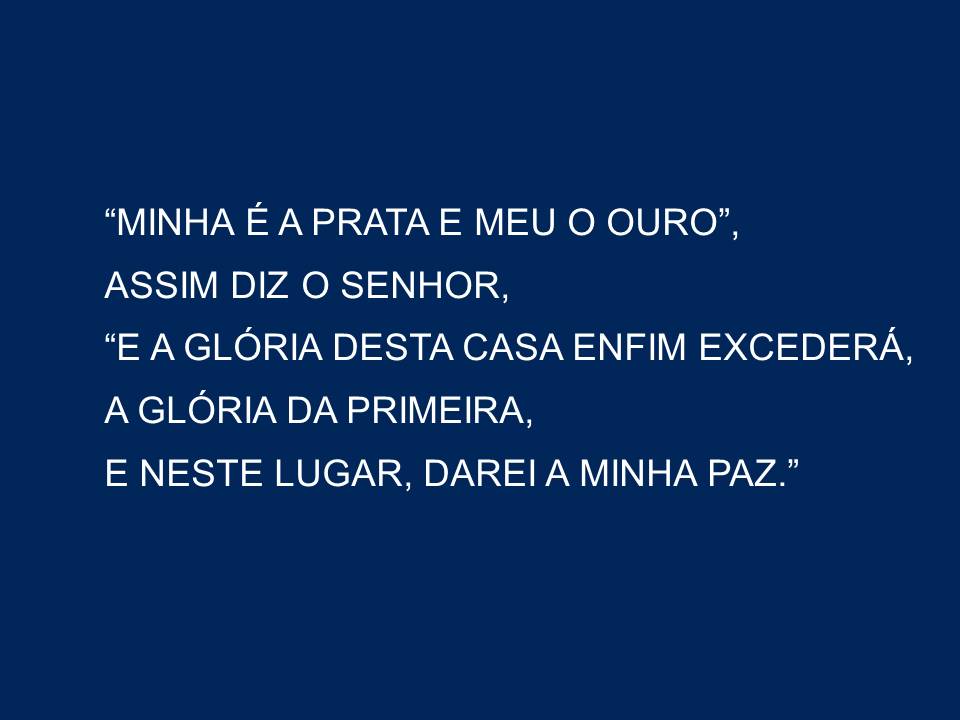 “MINHA É A PRATA E MEU O OURO”,
ASSIM DIZ O SENHOR,
“E A GLÓRIA DESTA CASA ENFIM EXCEDERÁ,
A GLÓRIA DA PRIMEIRA,
E NESTE LUGAR, DAREI A MINHA PAZ.”